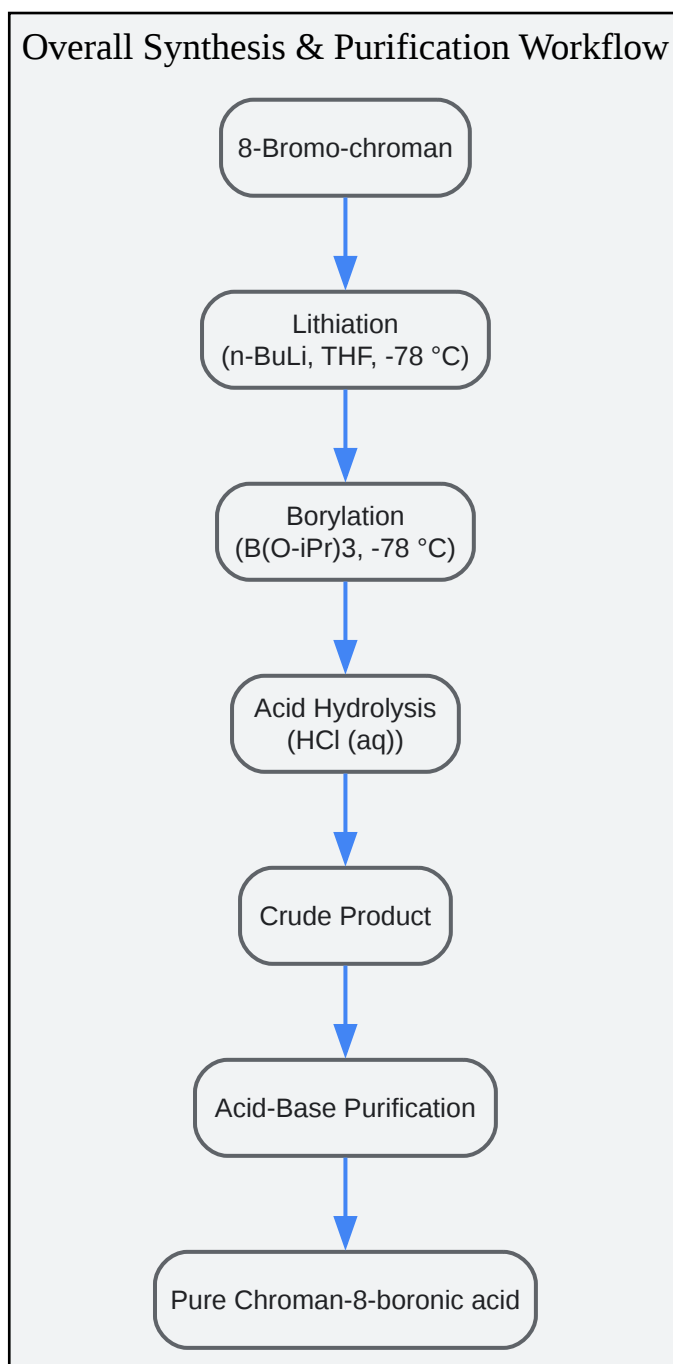 Overall Synthesis & Purification Workflow
8-Bromo-chroman
Lithiation
(n-BuLi, THF, -78 °C)
Borylation
(B(O-iPr)3, -78 °C)
Acid Hydrolysis
(HCl (aq))
Crude Product
Acid-Base Purification
Pure Chroman-8-boronic acid